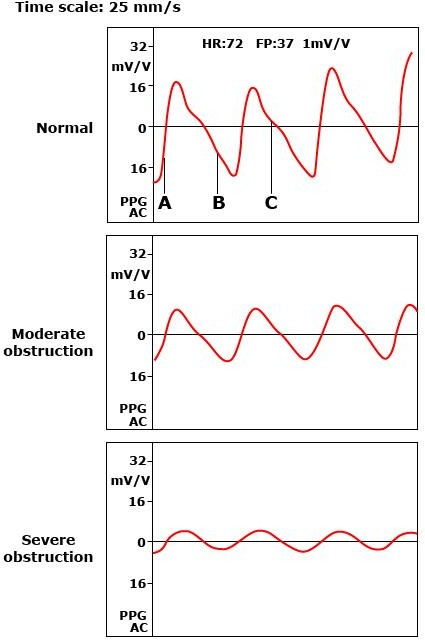 Time scale: 25 mm/s
HR:72 FP:37 1mV/V
32
mV/V
16
Normal
0
16
PPG
AC
A B C
32
mV/V
16
Moderate
obstruction
0
16
PPG
AC
32
mV/V
16
Severe
obstruction
0
16
PPG
AC